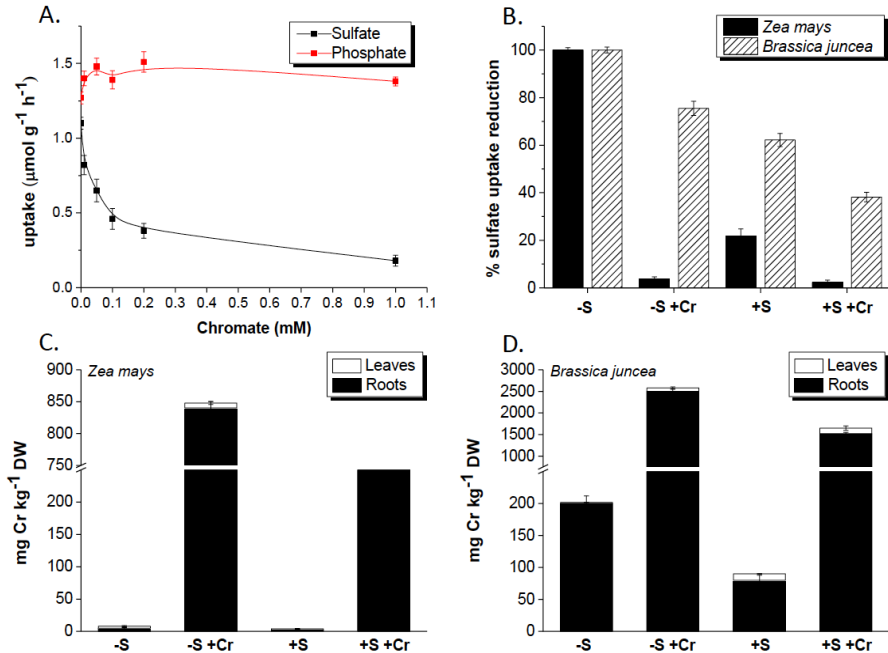 A.
Sulfate
Phosphate
uptake (μmol g⁻¹ h⁻¹)
1.5
1.0
0.5
0.0
0.0 0.1 0.2 0.3 0.4 0.5 0.6 0.7 0.8 0.9 1.0 1.1
Chromate (mM)
B.
Zea mays
Brassica juncea
% sulfate uptake reduction
100
80
60
40
20
0
-S -S +Cr +S +S +Cr
C.
Zea mays
Leaves
Roots
mg Cr kg⁻¹ DW
900
850
800
750
200
150
100
50
0
-S -S +Cr +S +S +Cr
D.
Brassica juncea
Leaves
Roots
mg Cr kg⁻¹ DW
3000
2500
2000
1500
1000
200
150
100
50
0
-S -S +Cr +S +S +Cr